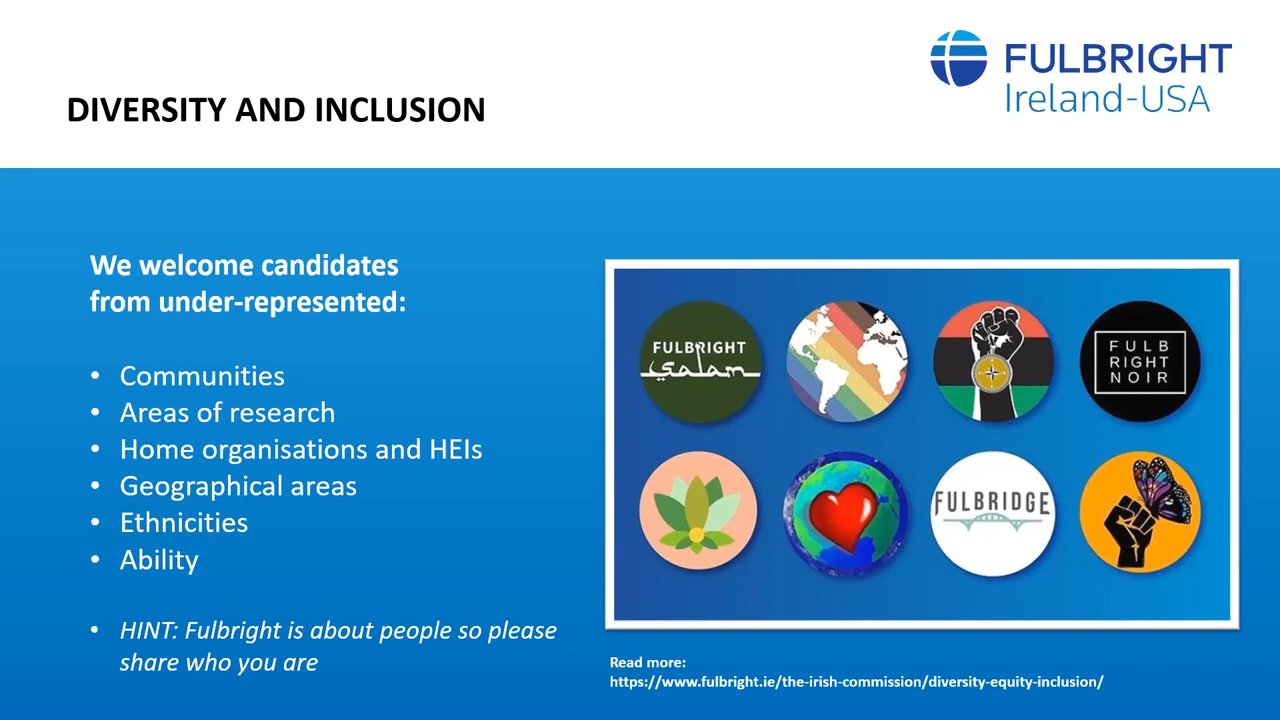 FULBRIGHT
Ireland-USA
DIVERSITY AND INCLUSION
We welcome candidates
from under-represented:
• Communities
• Areas of research
• Home organisations and HEIs
• Geographical areas
• Ethnicities
• Ability
• HINT: Fulbright is about people so please
share who you are
FULBRIGHT
salam
FULB
RIGHT
NOIR
FULBRIDGE
Read more:
https://www.fulbright.ie/the-irish-commission/diversity-equity-inclusion/